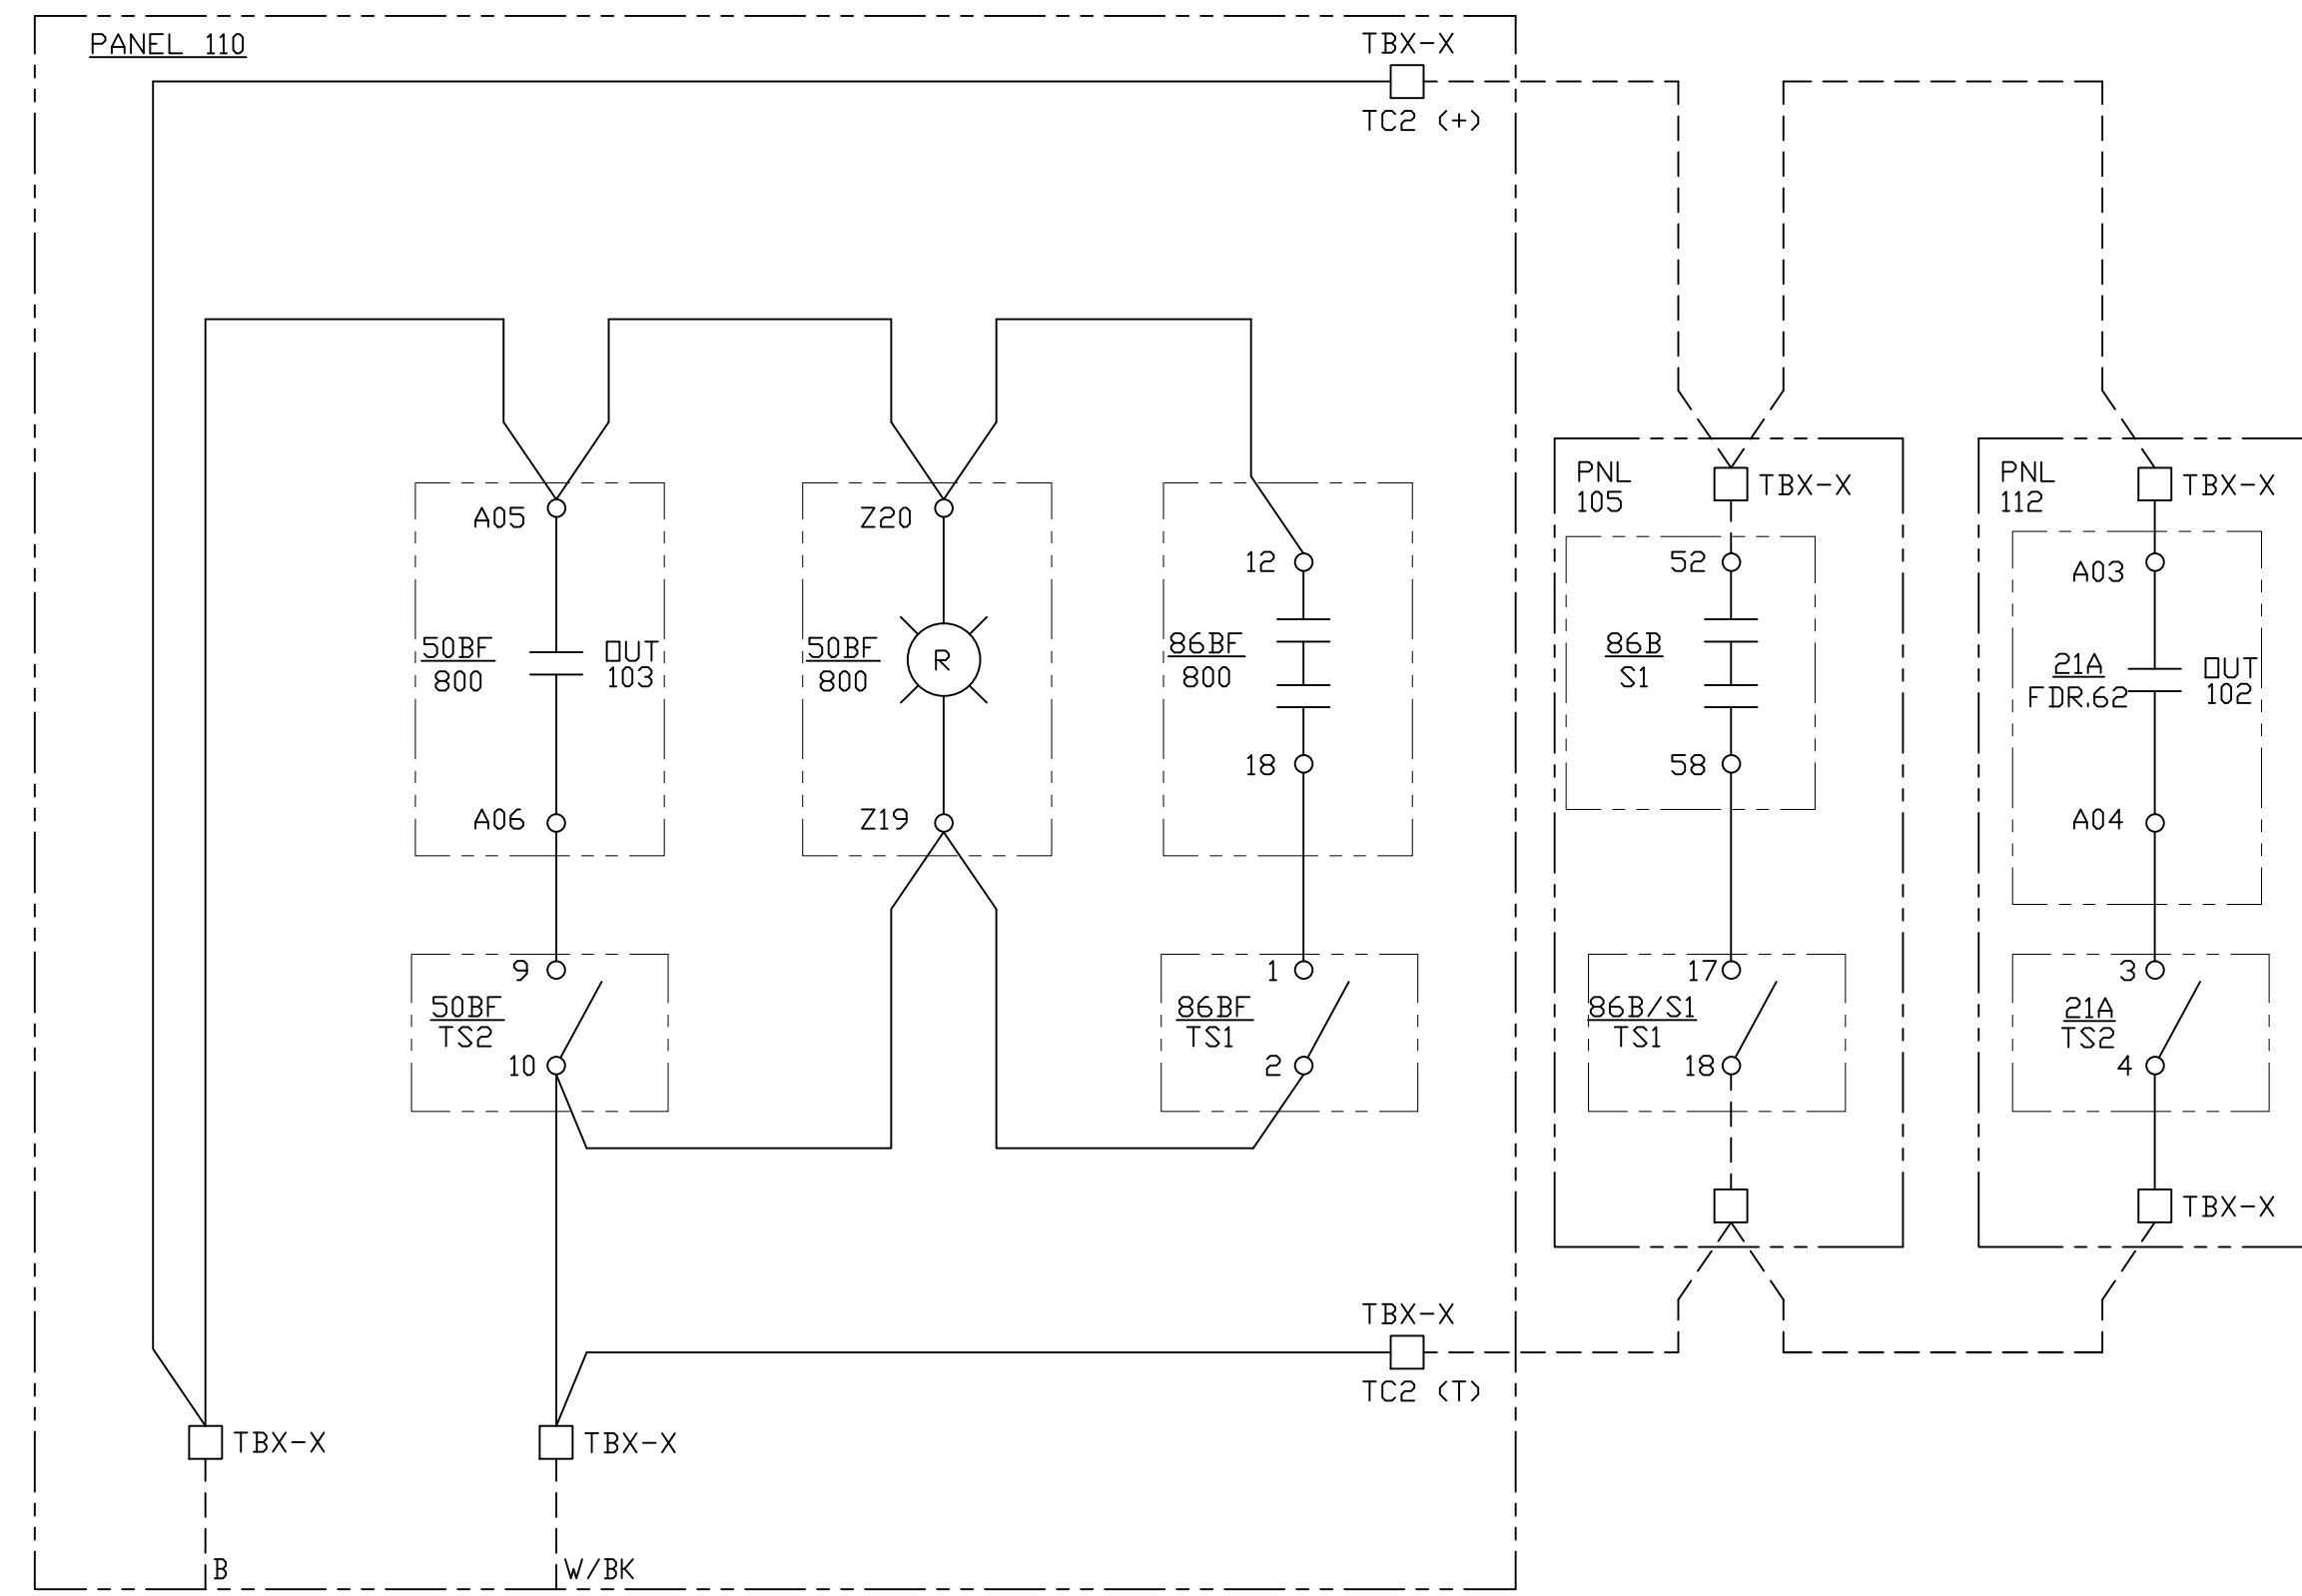 PANEL 110
TBX-X
TC2 (+)
PNL
105
TBX-X
PNL
112
TBX-X
A05
Z20
12
52
A03
50BF
800
OUT
103
50BF
800
R
86BF
800
86B
S1
21A
FDR.62
OUT
102
18
58
A06
Z19
A04
9
1
17
3
50BF
TS2
86BF
TS1
86B/S1
TS1
21A
TS2
10
2
18
4
TBX-X
TBX-X
TC2 (T)
TBX-X
TBX-X
B
W/BK